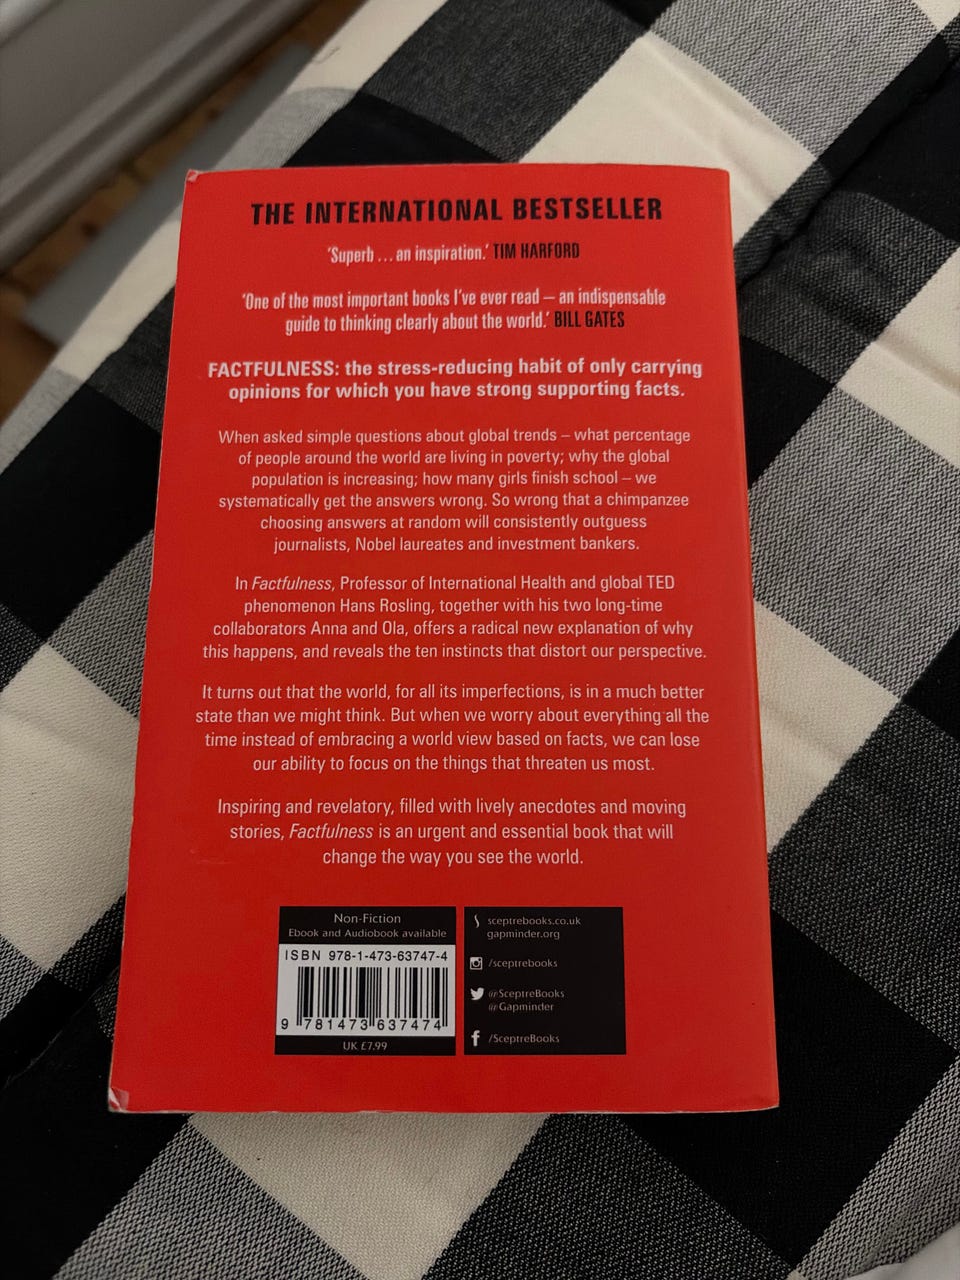 THE INTERNATIONAL BESTSELLER
'Superb ... an inspiration.' TIM HARFORD
'One of the most important books I've ever read – an indispensable
guide to thinking clearly about the world.' BILL GATES
FACTFULNESS: the stress-reducing habit of only carrying
opinions for which you have strong supporting facts.
When asked simple questions about global trends – what percentage
of people around the world are living in poverty; why the global
population is increasing; how many girls finish school – we
systematically get the answers wrong. So wrong that a chimpanzee
choosing answers at random will consistently outguess
journalists, Nobel laureates and investment bankers.
In Factfulness, Professor of International Health and global TED
phenomenon Hans Rosling, together with his two long-time
collaborators Anna and Ola, offers a radical new explanation of why
this happens, and reveals the ten instincts that distort our perspective.
It turns out that the world, for all its imperfections, is in a much better
state than we might think. But when we worry about everything all the
time instead of embracing a world view based on facts, we can lose
our ability to focus on the things that threaten us most.
Inspiring and revelatory, filled with lively anecdotes and moving
stories, Factfulness is an urgent and essential book that will
change the way you see the world.
Non-Fiction
Ebook and Audiobook available
ISBN 978-1-473-63747-4
9 781473 637474
UK £7.99
sceptrebooks.co.uk
gapminder.org
/sceptrebooks
@SceptreBooks
@Gapminder
/SceptreBooks